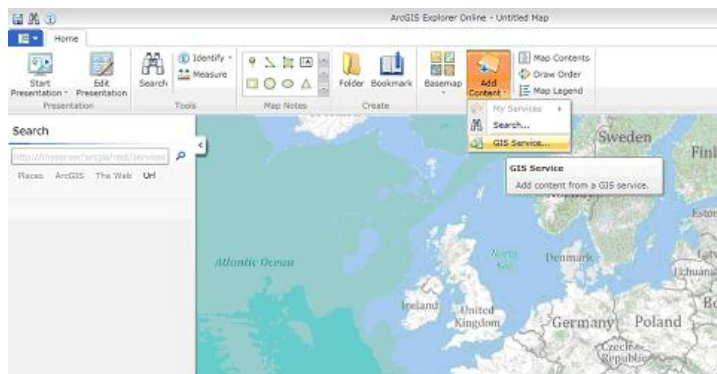 ArcGIS Explorer Online - Untitled Map
Home
Start Presentation
Edit Presentation
Presentation
Search
Identify
Measure
Tools
Map Notes
Folder
Bookmark
Create
Basemap
Add Content
Map Contents
Draw Order
Map Legend
My Services
Search...
GIS Service...
GIS Service
Add content from a GIS service.
Search
http://myserver/arcgis/rest/services
Places ArcGIS The Web Url
Sweden
Norway
Atlantic Ocean
North Sea
Denmark
Ireland
United Kingdom
Germany
Poland
Czech
Republic